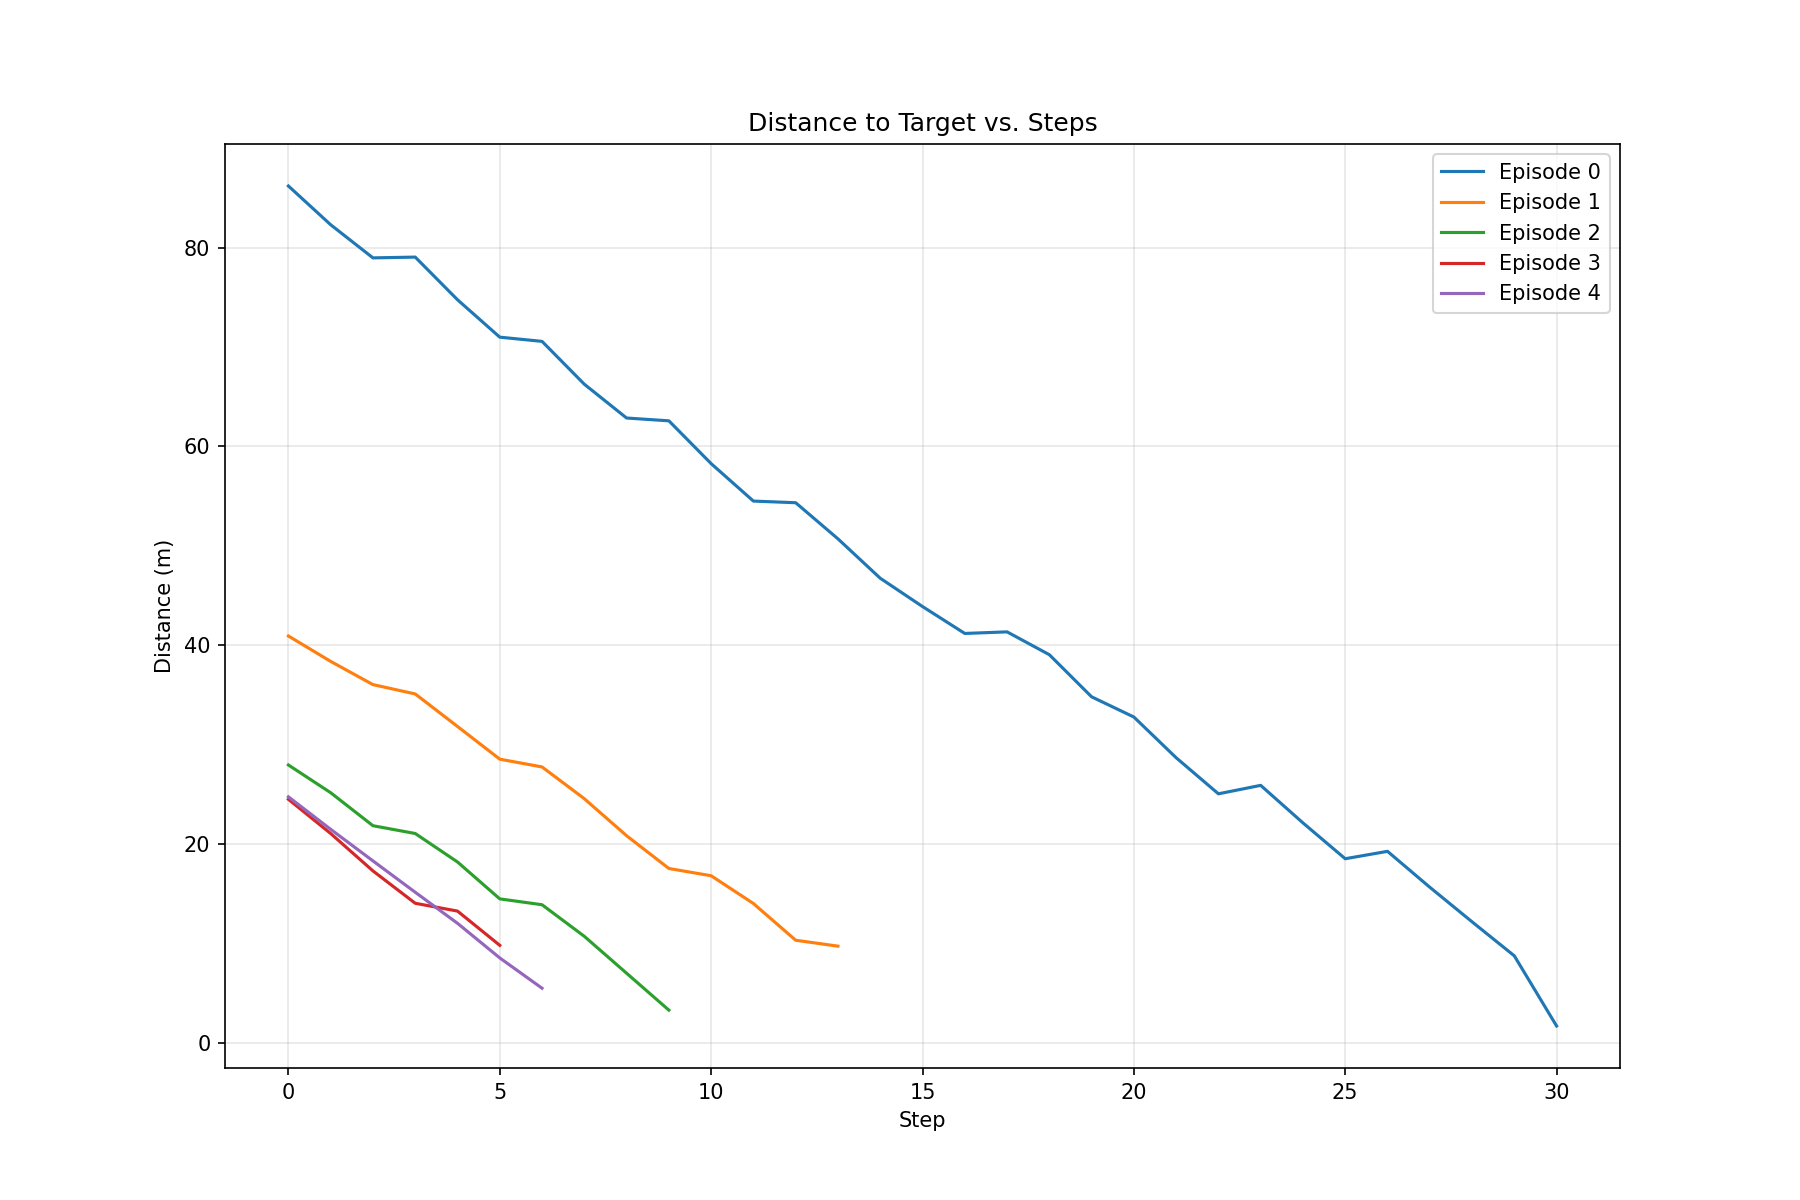 Distance to Target vs. Steps
Episode 0
Episode 1
Episode 2
Episode 3
Episode 4
80
60
40
20
0
Distance (m)
0 5 10 15 20 25 30
Step